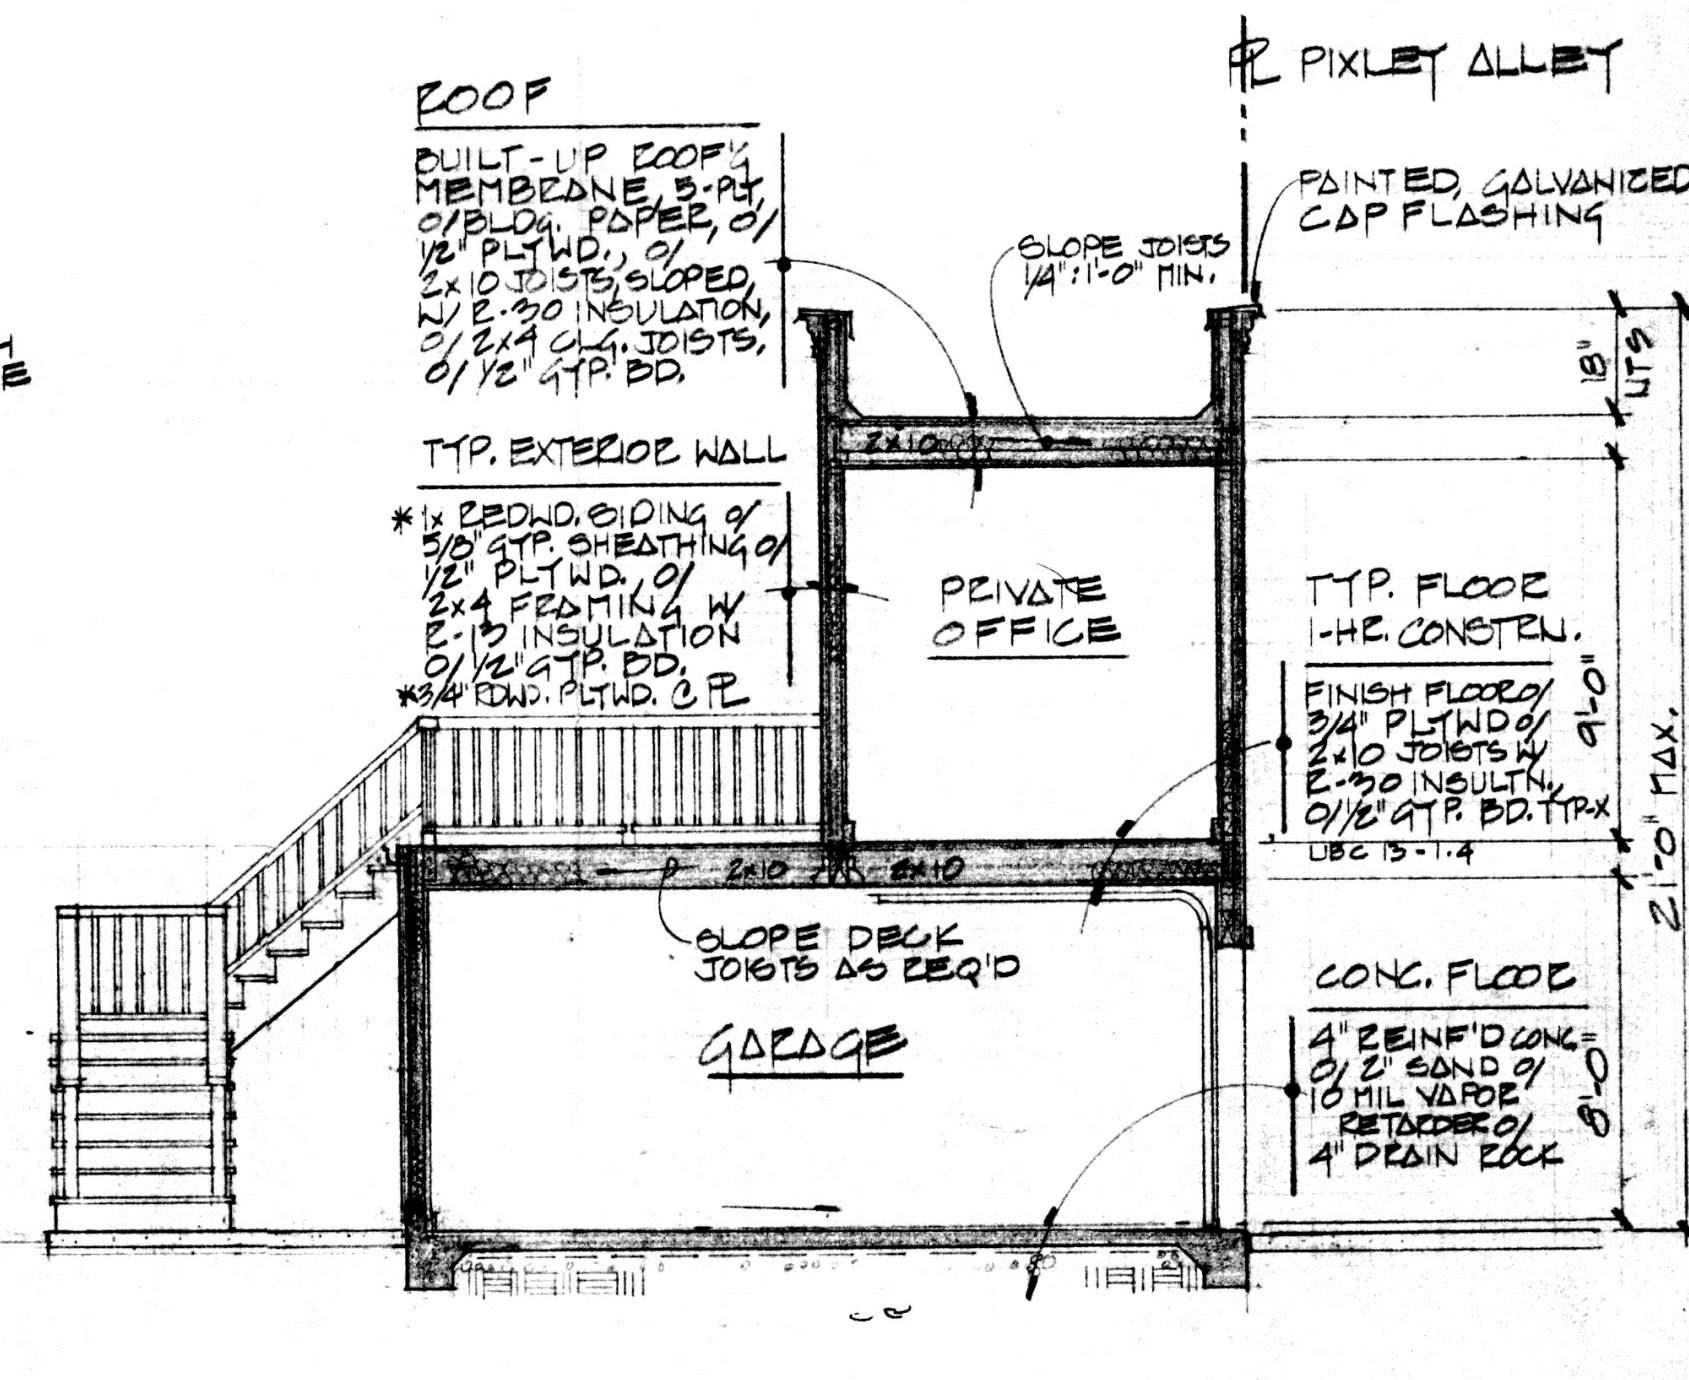 PL PIXLEY ALLEY
ROOF
BUILT-UP ROOF'G
MEMBRANE, 5-PLY,
O/BLDG. PAPER, O/
1/2" PLYWD., O/
2x10 JOISTS, SLOPED,
W/ R-30 INSULATION,
O/ 2x4 CLG. JOISTS,
O/ 1/2" GYP. BD.
PAINTED, GALVANIZED
CAP FLASHING
SLOPE JOISTS
1/4":1'-0" MIN.
18"
NTS
2x10
TYP. EXTERIOR WALL
*1x REDWD. SIDING O/
5/8" GYP. SHEATHING O/
1/2" PLYWD., O/
2x4 FRAMING W/
R-13 INSULATION
O/ 1/2" GYP. BD.
*3/4" RDWD. PLYWD. @ PL
PRIVATE
OFFICE
TYP. FLOOR
1-HR. CONSTRN.
FINISH FLOOR O/
3/4" PLYWD O/
2x10 JOISTS W/
R-30 INSULTN.,
O/ 1/2" GYP. BD. TYP-X
UBC 13-1.4
9'-0"
21'-0" MAX.
2x10
2x10
SLOPE DECK
JOISTS AS REQ'D
GARAGE
CONC. FLOOR
4" REINF'D CONC
O/ 2" SAND O/
10 MIL VAPOR
RETARDER O/
4" DRAIN ROCK
8'-0